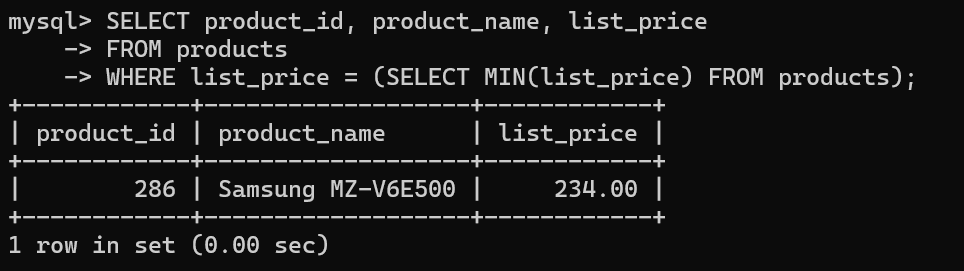 mysql> SELECT product_id, product_name, list_price
    -> FROM products
    -> WHERE list_price = (SELECT MIN(list_price) FROM products);
+------------+-------------------+------------+
| product_id | product_name      | list_price |
+------------+-------------------+------------+
|        286 | Samsung MZ-V6E500 |     234.00 |
+------------+-------------------+------------+
1 row in set (0.00 sec)